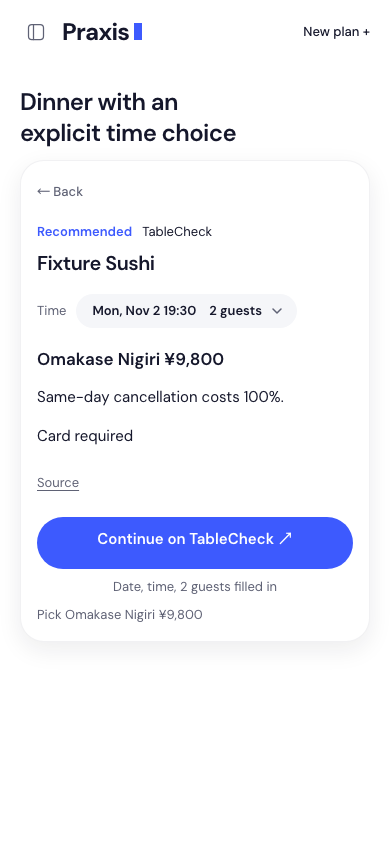 Praxis
New plan +
Dinner with an
explicit time choice
← Back
Recommended TableCheck
Fixture Sushi
Time Mon, Nov 2 19:30 2 guests
Omakase Nigiri ¥9,800
Same-day cancellation costs 100%.
Card required
Source
Continue on TableCheck ↗
Date, time, 2 guests filled in
Pick Omakase Nigiri ¥9,800